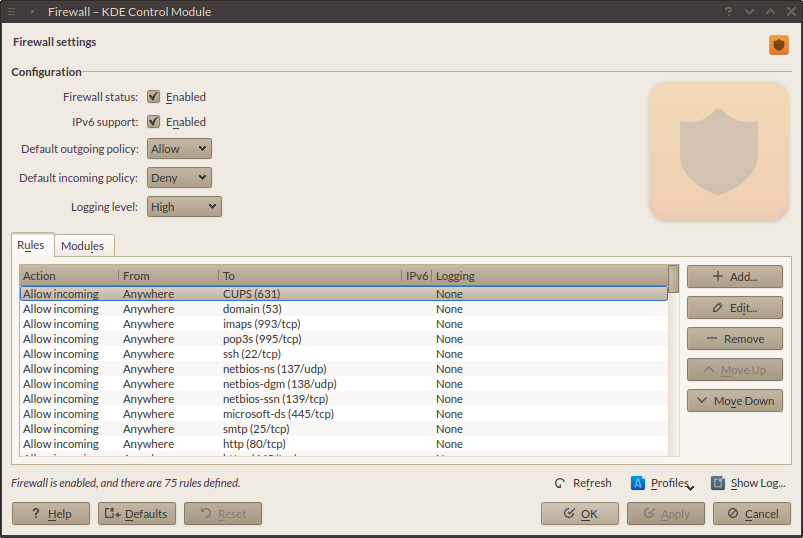 Firewall – KDE Control Module
Firewall settings
Configuration
Firewall status: Enabled
IPv6 support: Enabled
Default outgoing policy: Allow
Default incoming policy: Deny
Logging level: High
Rules Modules
Action From To IPv6 Logging
Allow incoming Anywhere CUPS (631) None
Allow incoming Anywhere domain (53) None
Allow incoming Anywhere imaps (993/tcp) None
Allow incoming Anywhere pop3s (995/tcp) None
Allow incoming Anywhere ssh (22/tcp) None
Allow incoming Anywhere netbios-ns (137/udp) None
Allow incoming Anywhere netbios-dgm (138/udp) None
Allow incoming Anywhere netbios-ssn (139/tcp) None
Allow incoming Anywhere microsoft-ds (445/tcp) None
Allow incoming Anywhere smtp (25/tcp) None
Allow incoming Anywhere http (80/tcp) None
Add...
Edit...
Remove
Move Up
Move Down
Firewall is enabled, and there are 75 rules defined.
Refresh Profiles Show Log...
? Help Defaults Reset OK Apply Cancel